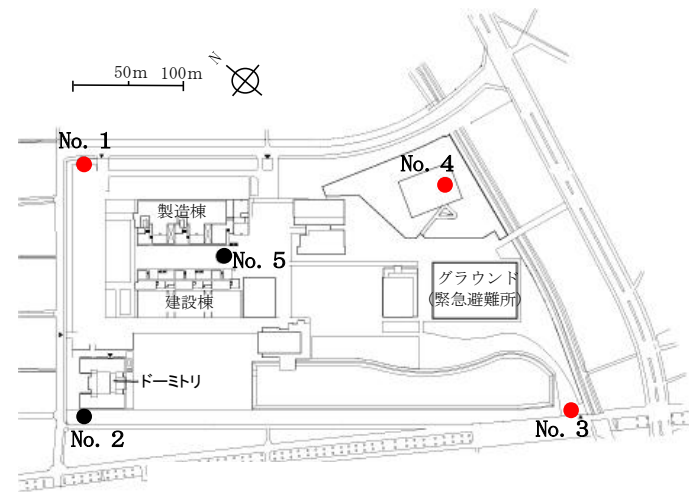 N
50m 100m
No. 1
No. 4
製造棟
No. 5
グラウンド
(緊急避難所)
建設棟
ドーミトリ
No. 2
No. 3